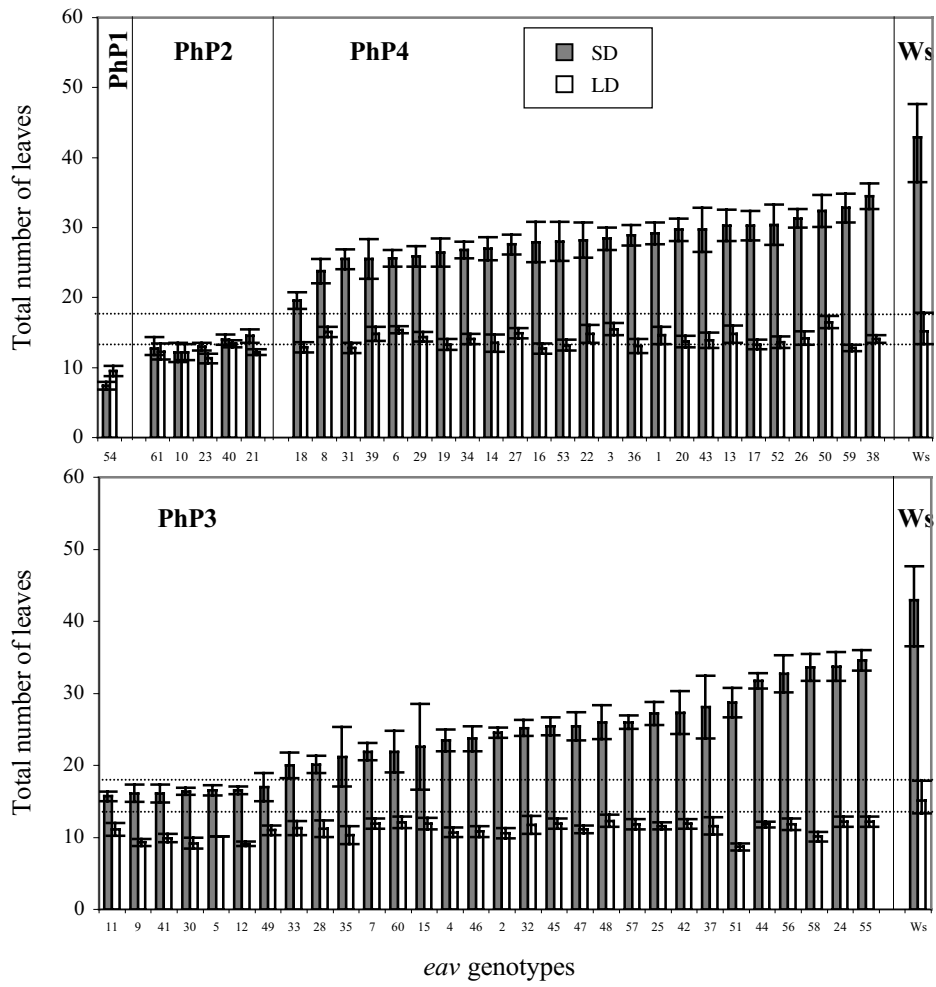 60
50
40
30
20
10
0
Total number of leaves
PhP1
PhP2
PhP4
Ws
SD
LD
54 61 10 23 40 21 18 8 31 39 6 29 19 34 14 27 16 53 22 3 36 1 20 43 13 17 52 26 50 59 38 Ws
60
50
40
30
20
10
0
Total number of leaves
PhP3
Ws
11 9 41 30 5 12 49 33 28 35 7 60 15 4 46 2 32 45 47 48 57 25 42 37 51 44 56 58 24 55 Ws
eav genotypes